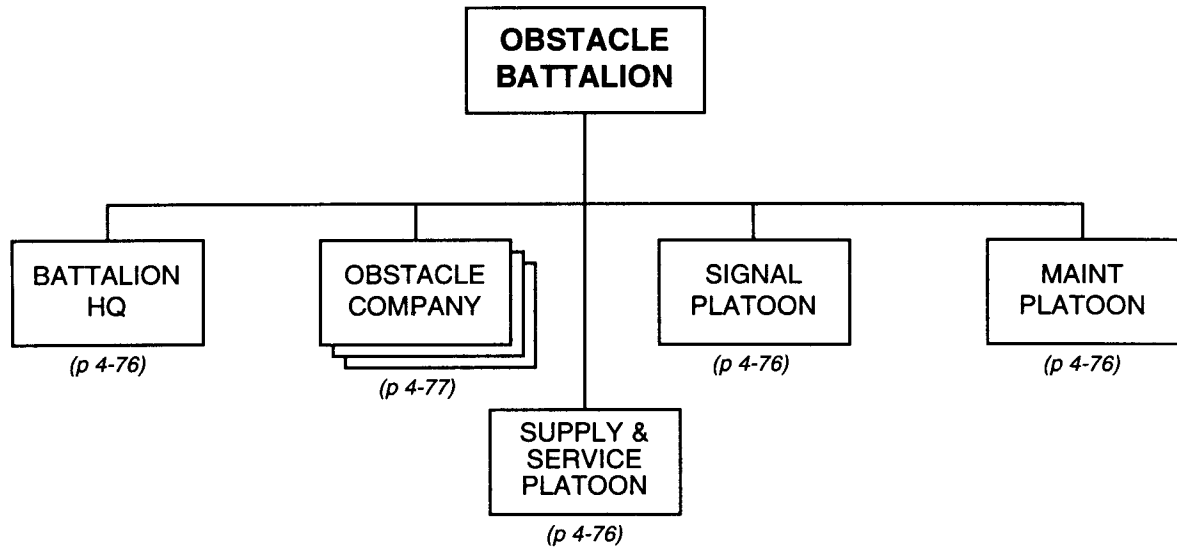 OBSTACLE
BATTALION
BATTALION
HQ
(p 4-76)
OBSTACLE
COMPANY
(p 4-77)
SIGNAL
PLATOON
(p 4-76)
MAINT
PLATOON
(p 4-76)
SUPPLY &
SERVICE
PLATOON
(p 4-76)